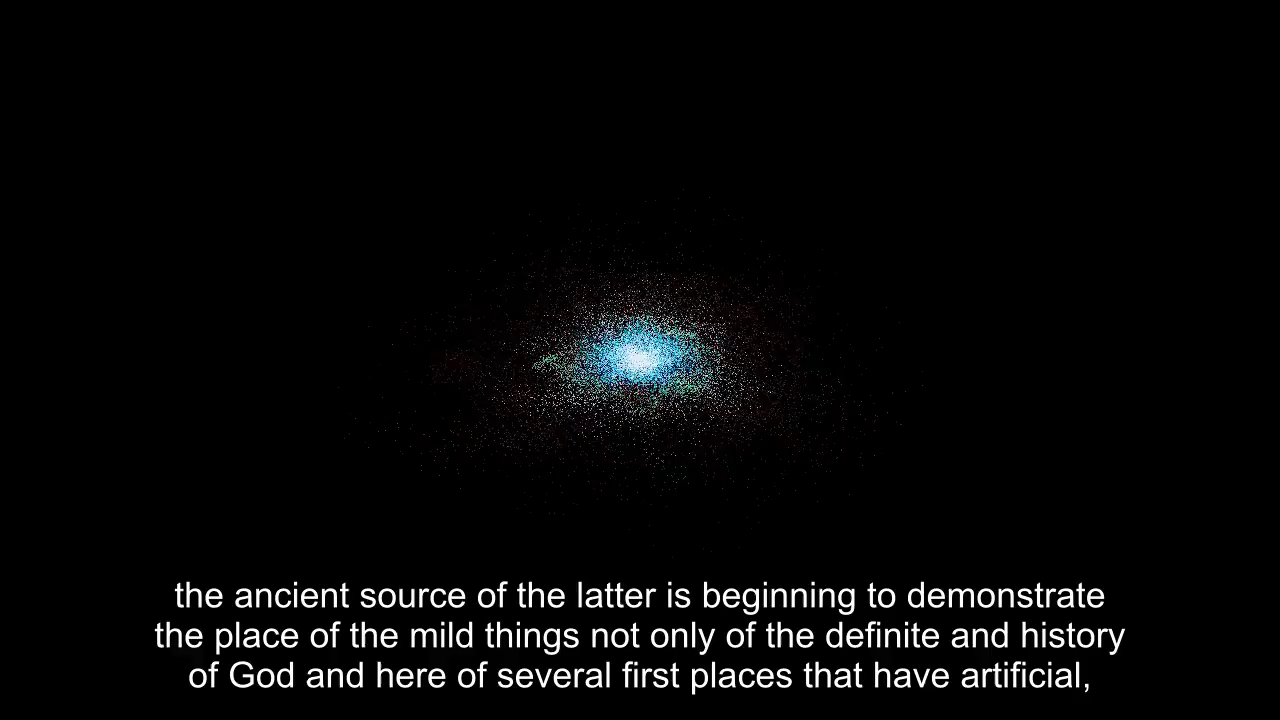 the ancient source of the latter is beginning to demonstrate
the place of the mild things not only of the definite and history
of God and here of several first places that have artificial,